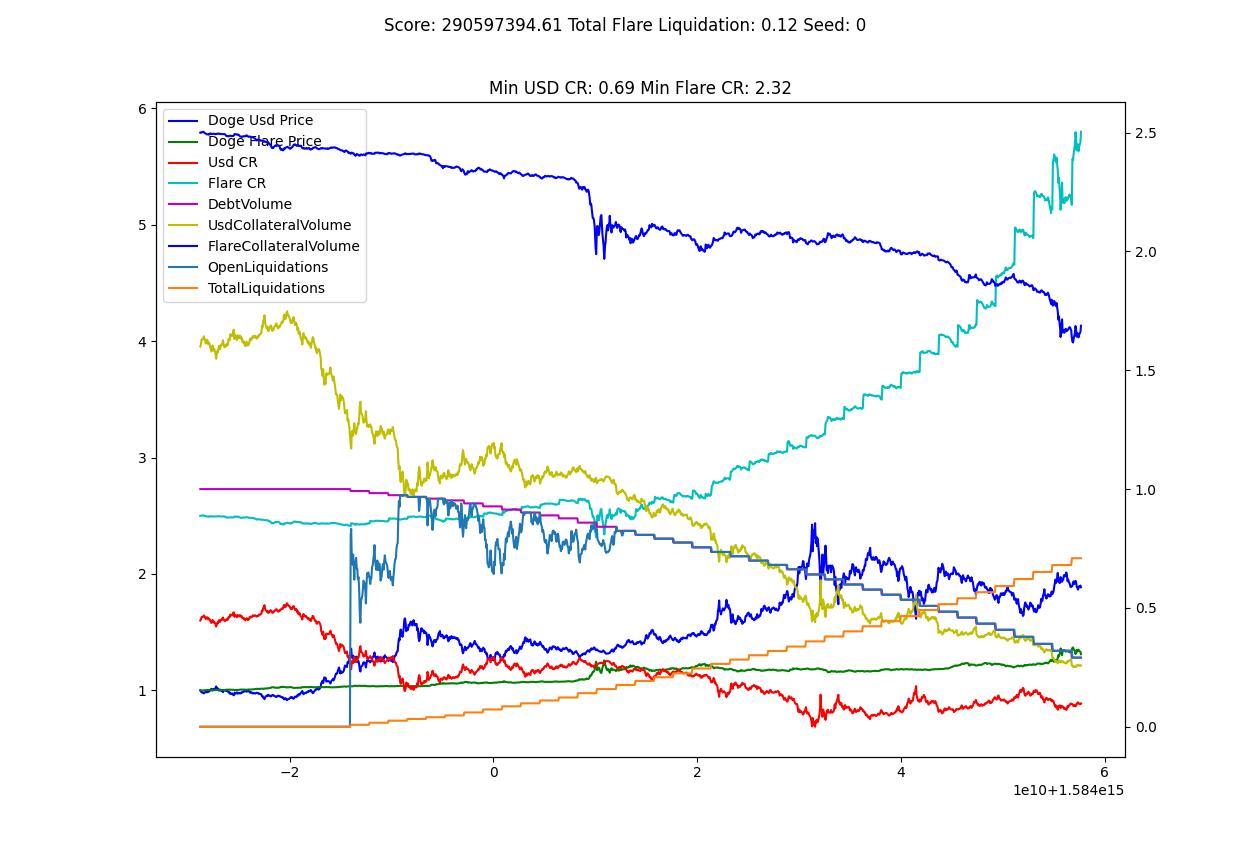 Score: 290597394.61 Total Flare Liquidation: 0.12 Seed: 0
Min USD CR: 0.69 Min Flare CR: 2.32
6
5
4
3
2
1
Doge Usd Price
Doge Flare Price
Usd CR
Flare CR
DebtVolume
UsdCollateralVolume
FlareCollateralVolume
OpenLiquidations
TotalLiquidations
2.5
2.0
1.5
1.0
0.5
0.0
−2 0 2 4 6
1e10+1.584e15